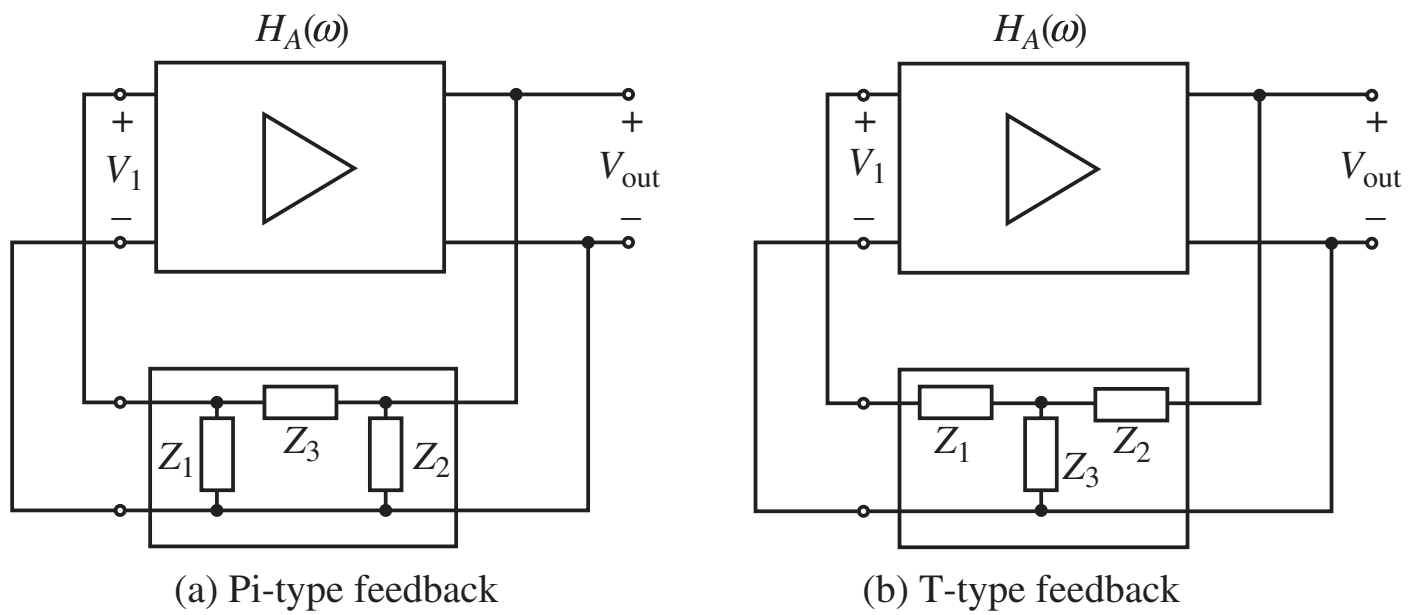 H_A(ω)
+
V_1
−
+
V_out
−
Z_1
Z_3
Z_2
(a) Pi-type feedback
H_A(ω)
+
V_1
−
+
V_out
−
Z_1
Z_2
Z_3
(b) T-type feedback